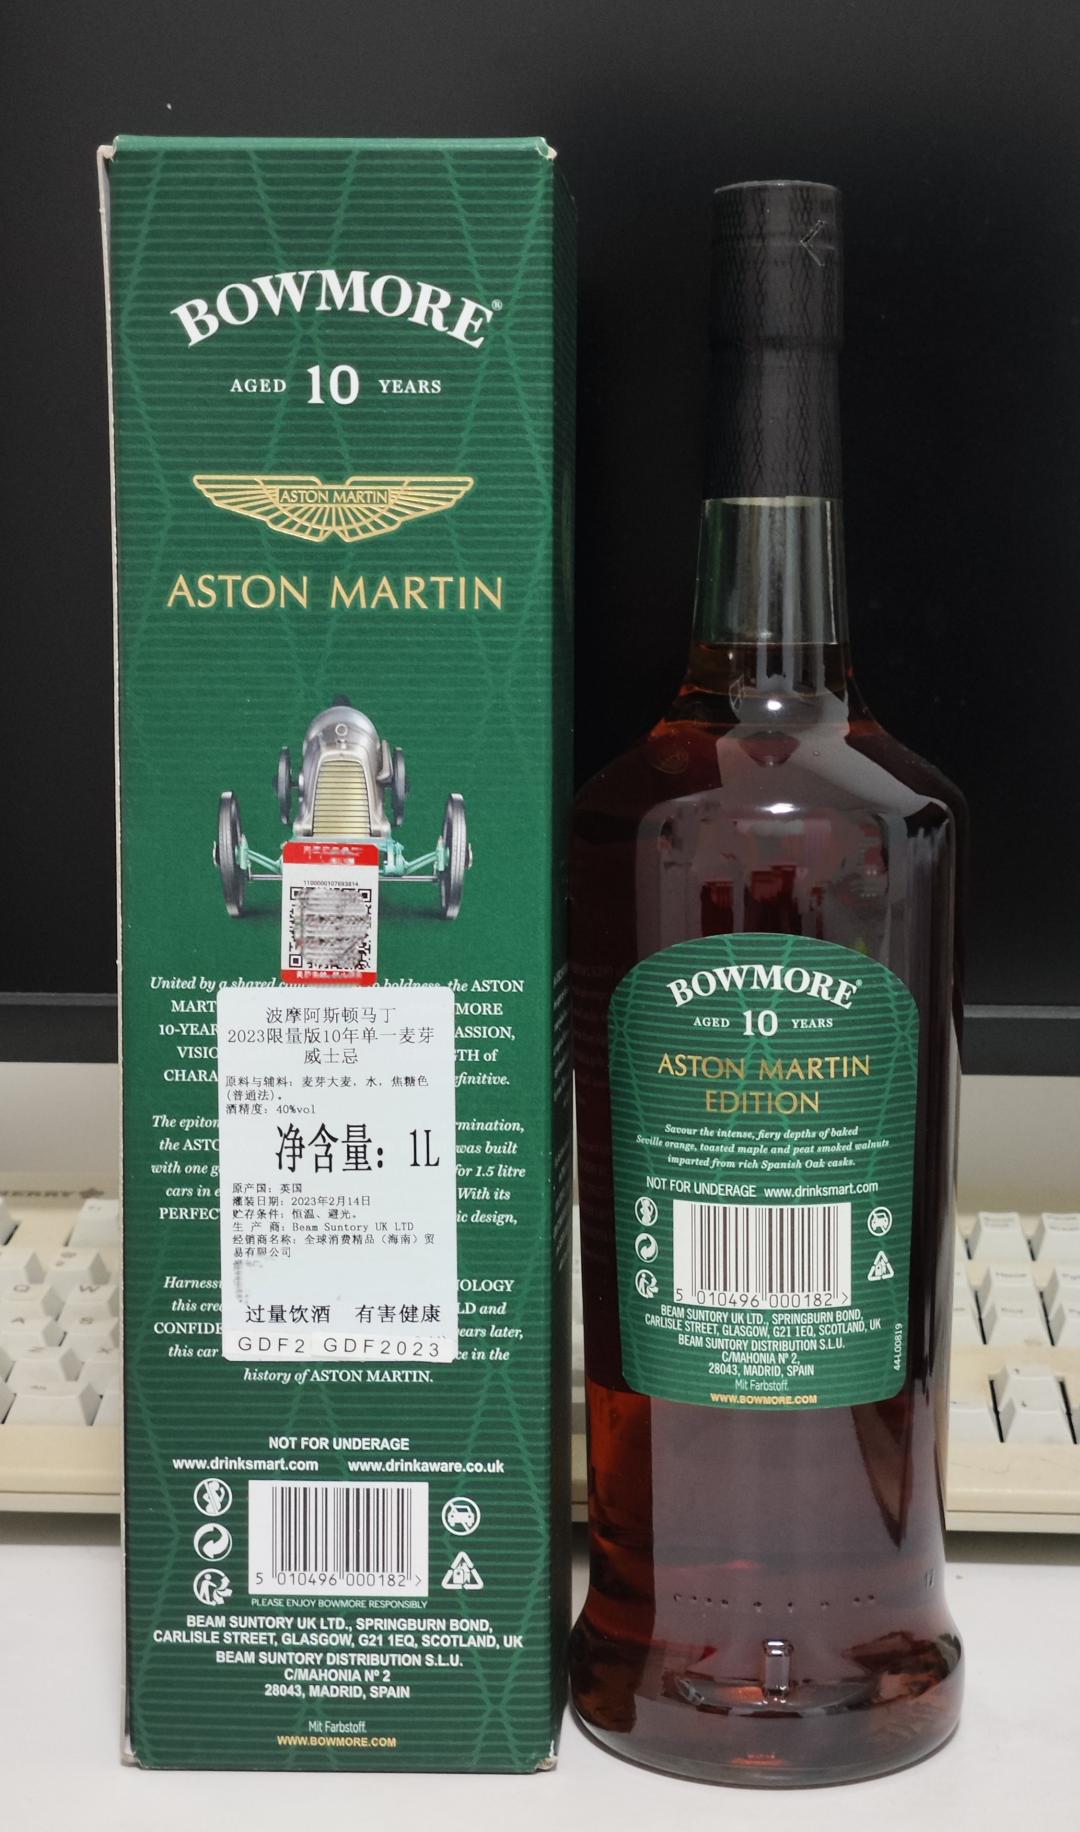 BOWMORE®
AGED 10 YEARS
ASTON MARTIN
ASTON MARTIN
1100000107693814
United by a shared boldness, the ASTON
MART MORE
10-YEAR ASSION,
VISIO GTH of
CHARA efinitive.
The epitom rmination,
the ASTO was built
with one g for 1.5 litre
cars in e With its
PERFEC ic design,
Harness NOLOGY
this crea LD and
CONFIDE years later,
this car ce in the
history of ASTON MARTIN.
波摩阿斯顿马丁
2023限量版10年单一麦芽
威士忌
原料与辅料：麦芽大麦，水，焦糖色
(普通法)。
酒精度：40%vol
净含量：1L
原产国：英国
灌装日期：2023年2月14日
贮存条件：恒温、避光。
生 产 商：Beam Suntory UK LTD
经销商名称：全球消费精品（海南）贸
易有限公司
过量饮酒 有害健康
GDF2 GDF2023
NOT FOR UNDERAGE
www.drinksmart.com www.drinkaware.co.uk
5 010496 000182 >
PLEASE ENJOY BOWMORE RESPONSIBLY
BEAM SUNTORY UK LTD., SPRINGBURN BOND,
CARLISLE STREET, GLASGOW, G21 1EQ, SCOTLAND, UK
BEAM SUNTORY DISTRIBUTION S.L.U.
C/MAHONIA Nº 2
28043, MADRID, SPAIN
Mit Farbstoff.
WWW.BOWMORE.COM
BOWMORE®
AGED 10 YEARS
ASTON MARTIN
EDITION
Savour the intense, fiery depths of baked
Seville orange, toasted maple and peat smoked walnuts
imported from rich Spanish Oak casks.
NOT FOR UNDERAGE www.drinksmart.com
5 010496 000182 >
BEAM SUNTORY UK LTD., SPRINGBURN BOND,
CARLISLE STREET, GLASGOW, G21 1EQ, SCOTLAND, UK
BEAM SUNTORY DISTRIBUTION S.L.U.
C/MAHONIA Nº 2,
28043, MADRID, SPAIN
Mit Farbstoff.
WWW.BOWMORE.COM
44-L00819